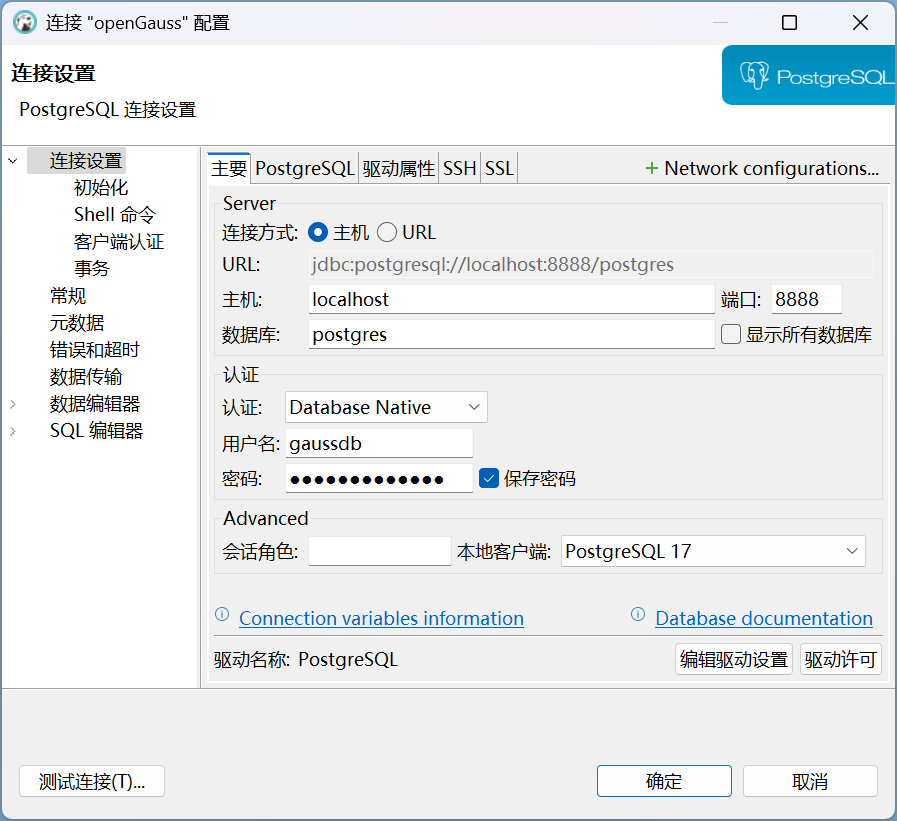 连接 "openGauss" 配置
连接设置
PostgreSQL 连接设置
PostgreSQL
连接设置
初始化
Shell 命令
客户端认证
事务
常规
元数据
错误和超时
数据传输
数据编辑器
SQL 编辑器
主要 PostgreSQL 驱动属性 SSH SSL + Network configurations...
Server
连接方式: 主机 URL
URL: jdbc:postgresql://localhost:8888/postgres
主机: localhost 端口: 8888
数据库: postgres 显示所有数据库
认证
认证: Database Native
用户名: gaussdb
密码: ●●●●●●●●●●●●● 保存密码
Advanced
会话角色: 本地客户端: PostgreSQL 17
Connection variables information Database documentation
驱动名称: PostgreSQL 编辑驱动设置 驱动许可
测试连接(T)... 确定 取消